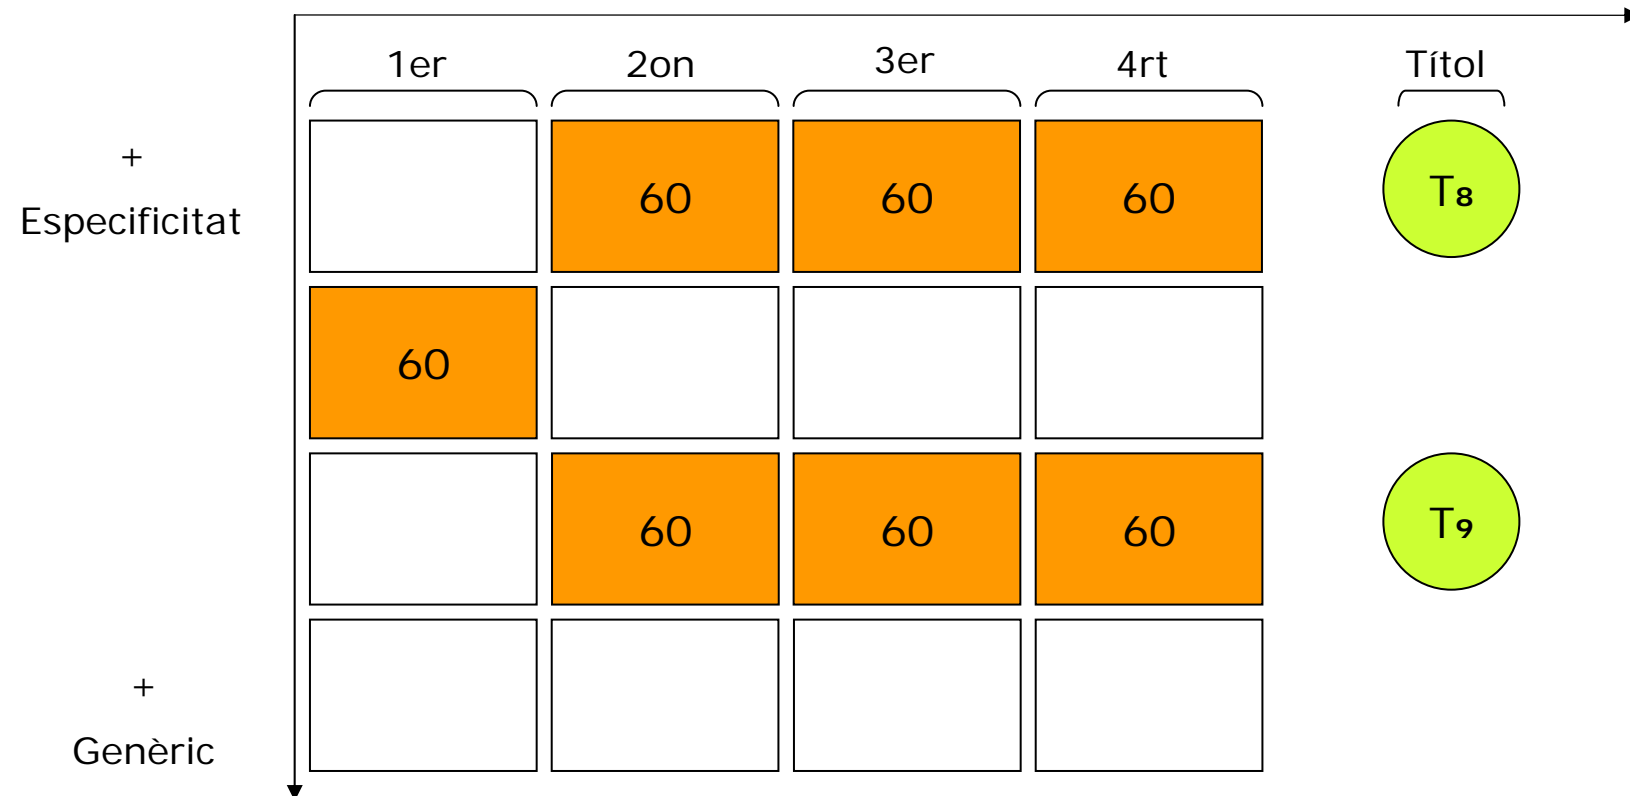 1er 2on 3er 4rt Títol
+
Especificitat
60 60 60 T8
60
60 60 60 T9
+
Genèric